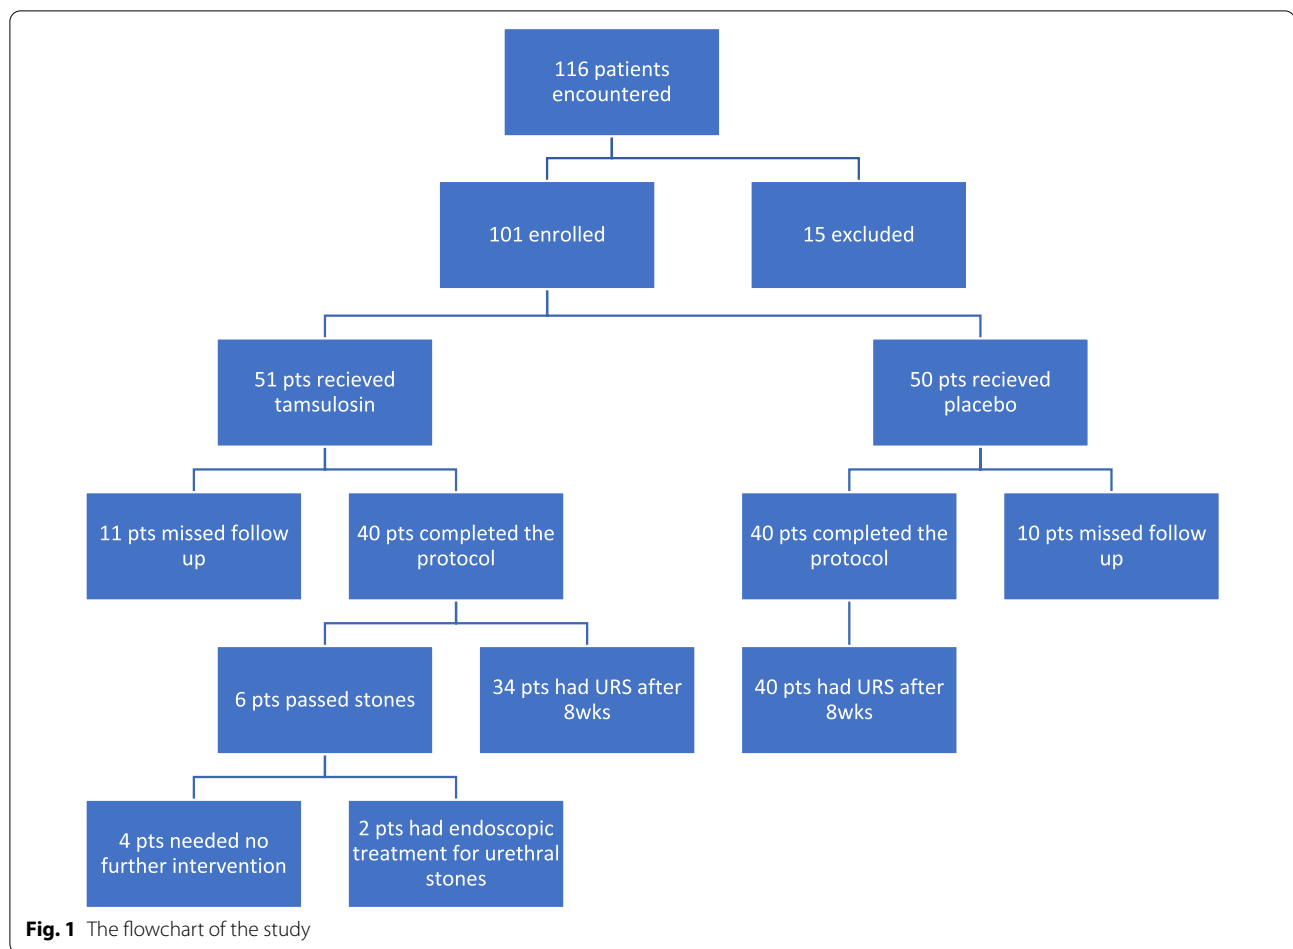 116 patients
encountered
101 enrolled
15 excluded
51 pts recieved
tamsulosin
50 pts recieved
placebo
11 pts missed follow
up
40 pts completed the
protocol
40 pts completed the
protocol
10 pts missed follow
up
6 pts passed stones
34 pts had URS after
8wks
40 pts had URS after
8wks
4 pts needed no
further intervention
2 pts had endoscopic
treatment for urethral
stones
Fig. 1 The flowchart of the study